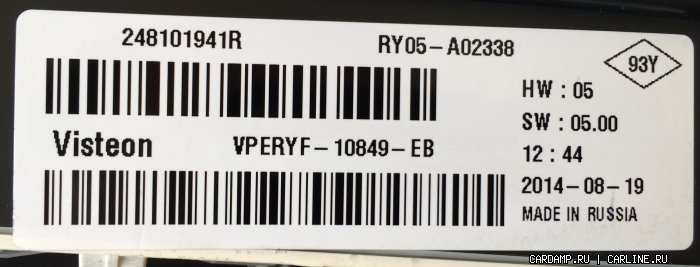 248101941R RY05-A02338
93Y
HW : 05
SW : 05.00
Visteon VPERYF-10849-EB
12 : 44
2014-08-19
MADE IN RUSSIA
CARDAMP.RU | CARLINE.RU